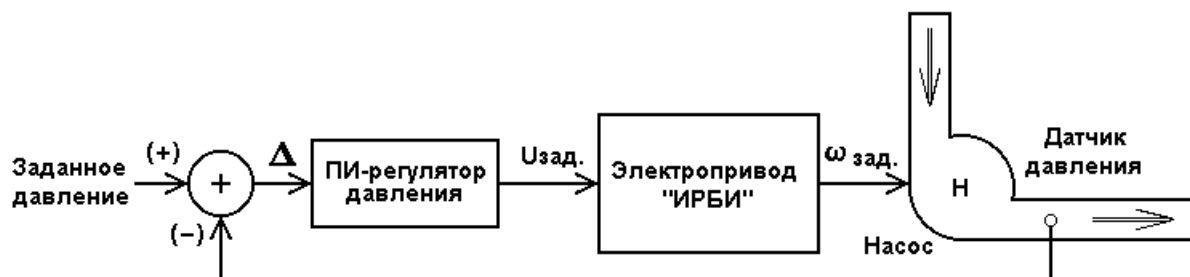 Заданное
давление
(+)
(−)
+
Δ
ПИ-регулятор
давления
Uзад.
Электропривод
"ИРБИ"
ω зад.
Н
Насос
Датчик
давления